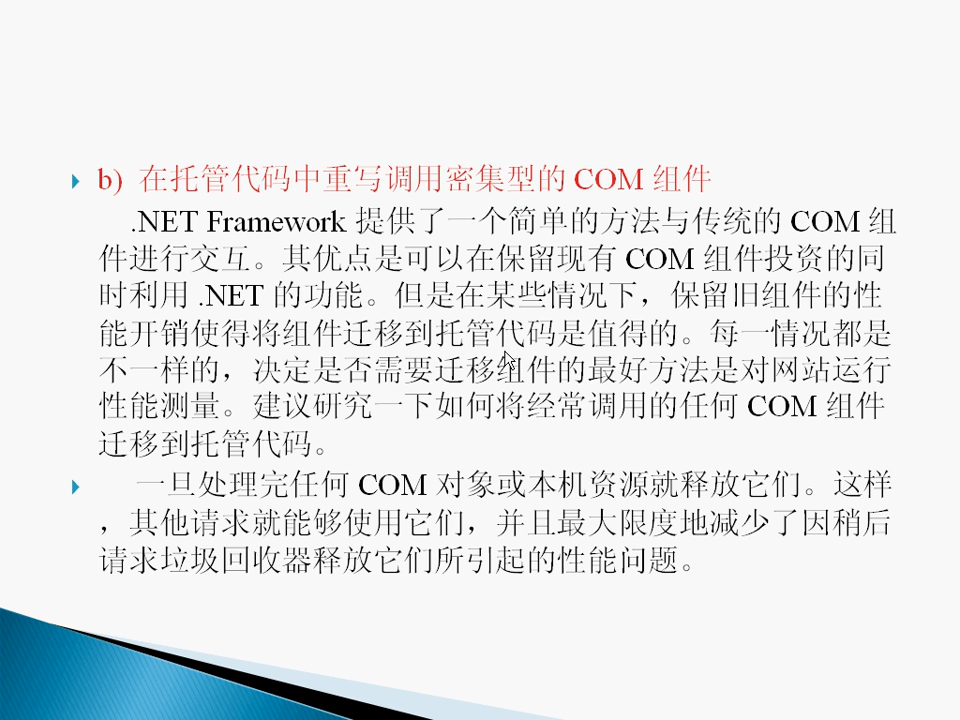 b) 在托管代码中重写调用密集型的 COM 组件
.NET Framework 提供了一个简单的方法与传统的 COM 组
件进行交互。其优点是可以在保留现有 COM 组件投资的同
时利用 .NET 的功能。但是在某些情况下，保留旧组件的性
能开销使得将组件迁移到托管代码是值得的。每一情况都是
不一样的，决定是否需要迁移组件的最好方法是对网站运行
性能测量。建议研究一下如何将经常调用的任何 COM 组件
迁移到托管代码。
一旦处理完任何 COM 对象或本机资源就释放它们。这样
，其他请求就能够使用它们，并且最大限度地减少了因稍后
请求垃圾回收器释放它们所引起的性能问题。